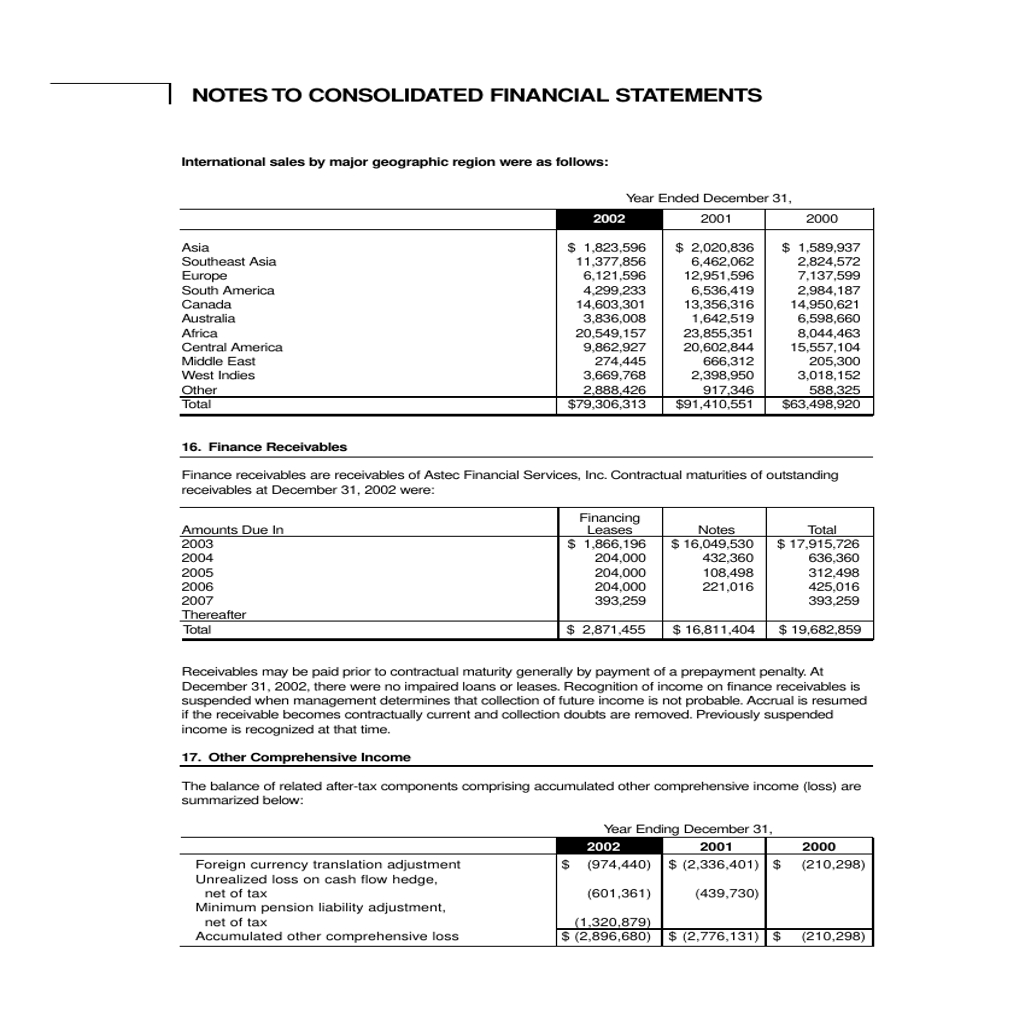 NOTES TO CONSOLIDATED FINANCIAL STATEMENTS
International sales by major geographic region were as follows:
Year Ended December 31,
2002 2001 2000
Asia $ 1,823,596 $ 2,020,836 $ 1,589,937
Southeast Asia 11,377,856 6,462,062 2,824,572
Europe 6,121,596 12,951,596 7,137,599
South America 4,299,233 6,536,419 2,984,187
Canada 14,603,301 13,356,316 14,950,621
Australia 3,836,008 1,642,519 6,598,660
Africa 20,549,157 23,855,351 8,044,463
Central America 9,862,927 20,602,844 15,557,104
Middle East 274,445 666,312 205,300
West Indies 3,669,768 2,398,950 3,018,152
Other 2,888,426 917,346 588,325
Total $79,306,313 $91,410,551 $63,498,920
16. Finance Receivables
Finance receivables are receivables of Astec Financial Services, Inc. Contractual maturities of outstanding
receivables at December 31, 2002 were:
Financing
Amounts Due In Leases Notes Total
2003 $ 1,866,196 $ 16,049,530 $ 17,915,726
2004 204,000 432,360 636,360
2005 204,000 108,498 312,498
2006 204,000 221,016 425,016
2007 393,259 393,259
Thereafter
Total $ 2,871,455 $ 16,811,404 $ 19,682,859
Receivables may be paid prior to contractual maturity generally by payment of a prepayment penalty. At
December 31, 2002, there were no impaired loans or leases. Recognition of income on finance receivables is
suspended when management determines that collection of future income is not probable. Accrual is resumed
if the receivable becomes contractually current and collection doubts are removed. Previously suspended
income is recognized at that time.
17. Other Comprehensive Income
The balance of related after-tax components comprising accumulated other comprehensive income (loss) are
summarized below:
Year Ending December 31,
2002 2001 2000
Foreign currency translation adjustment $ (974,440) $ (2,336,401) $ (210,298)
Unrealized loss on cash flow hedge,
net of tax (601,361) (439,730)
Minimum pension liability adjustment,
net of tax (1,320,879)
Accumulated other comprehensive loss $ (2,896,680) $ (2,776,131) $ (210,298)